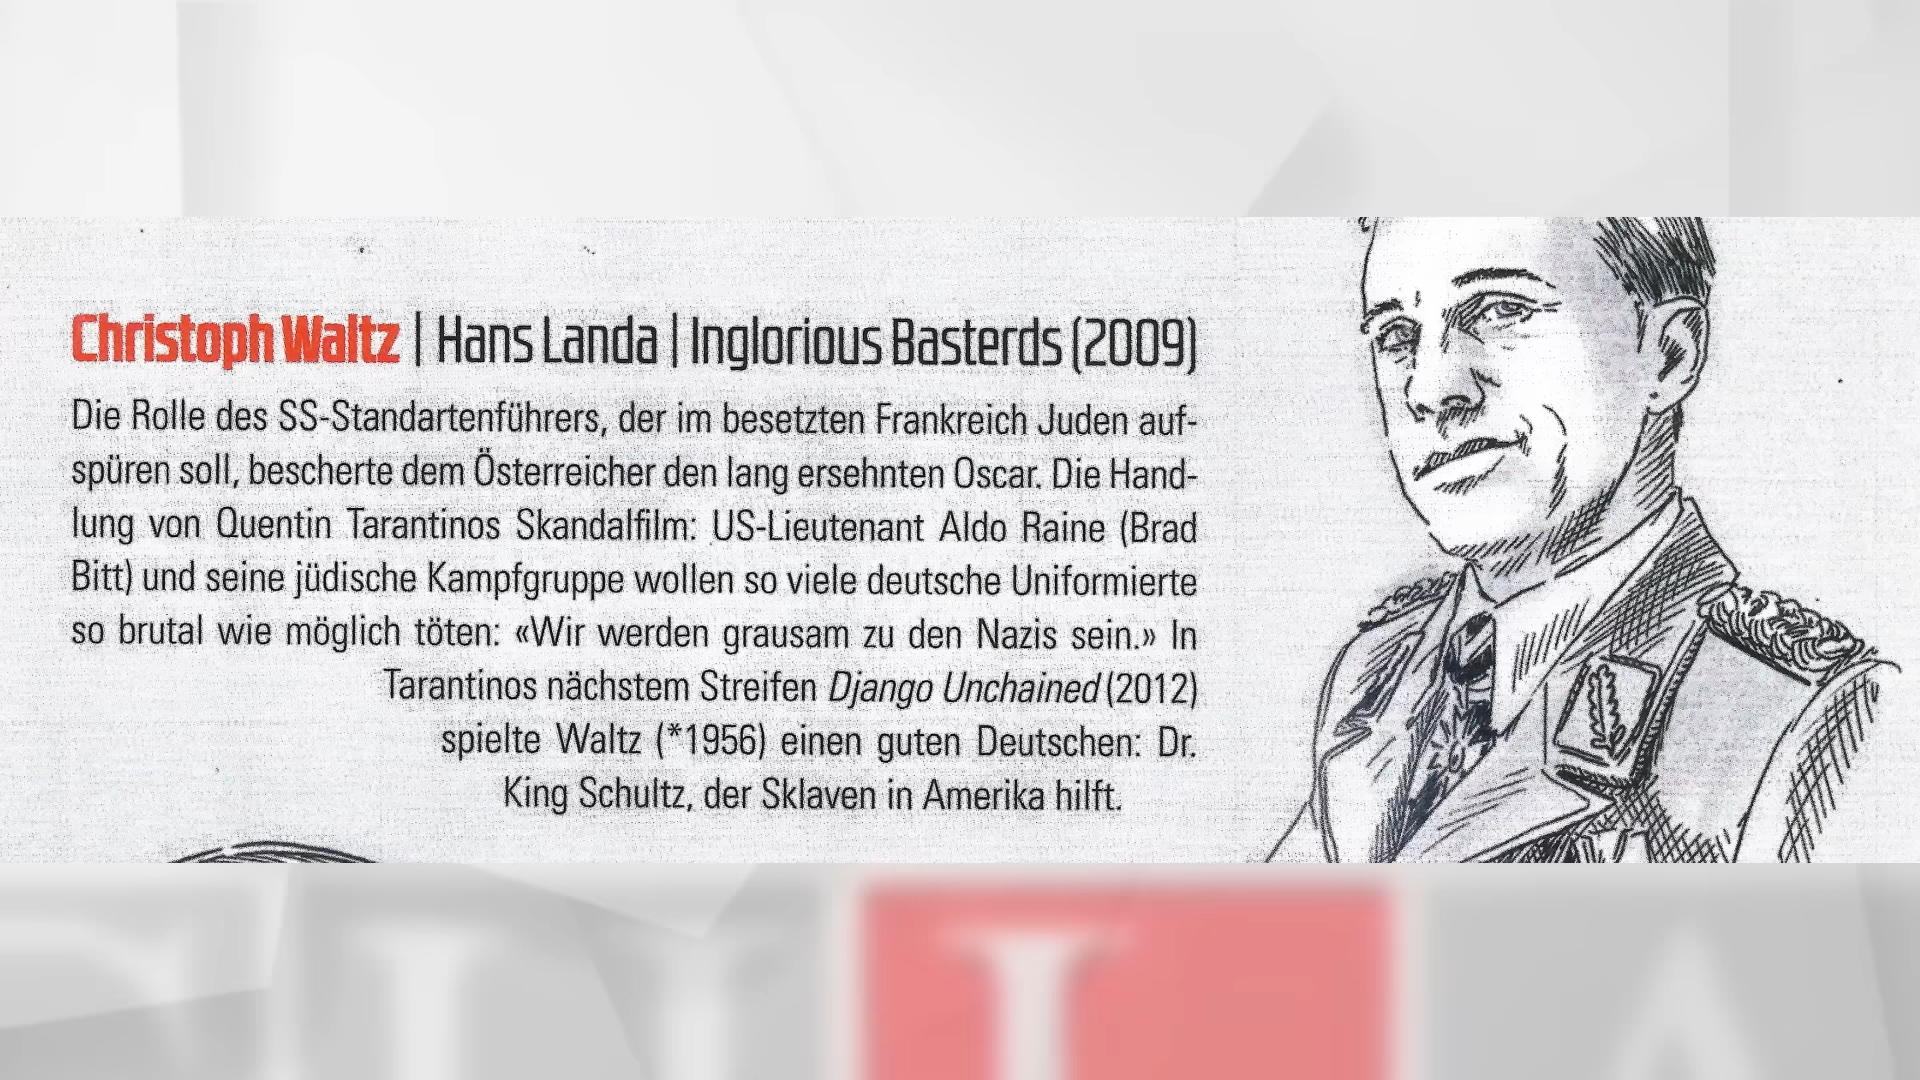 Christoph Waltz | Hans Landa | Inglorious Basterds (2009)
Die Rolle des SS-Standartenführers, der im besetzten Frankreich Juden auf-
spüren soll, bescherte dem Österreicher den lang ersehnten Oscar. Die Hand-
lung von Quentin Tarantinos Skandalfilm: US-Lieutenant Aldo Raine (Brad
Bitt) und seine jüdische Kampfgruppe wollen so viele deutsche Uniformierte
so brutal wie möglich töten: «Wir werden grausam zu den Nazis sein.» In
Tarantinos nächstem Streifen Django Unchained (2012)
spielte Waltz (*1956) einen guten Deutschen: Dr.
King Schultz, der Sklaven in Amerika hilft.